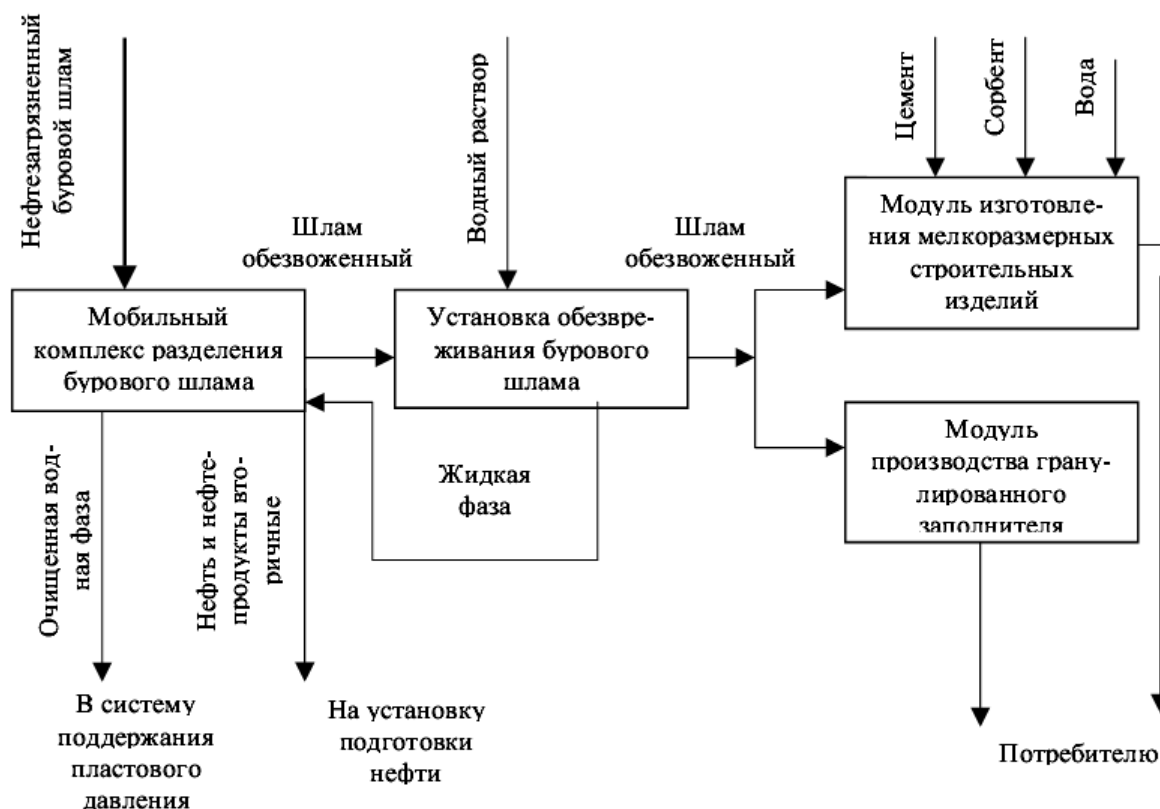 Нефтезагрязненный
буровой шлам
Водный раствор
Цемент
Сорбент
Вода
Шлам
обезвоженный
Шлам
обезвоженный
Модуль изготовле-
ния мелкоразмерных
строительных
изделий
Мобильный
комплекс разделения
бурового шлама
Установка обезвре-
живания бурового
шлама
Модуль
производства грану-
лированного
заполнителя
Жидкая
фаза
Очищенная вод-
ная фаза
Нефть и нефте-
продукты вто-
ричные
В систему
поддержания
пластового
давления
На установку
подготовки
нефти
Потребителю